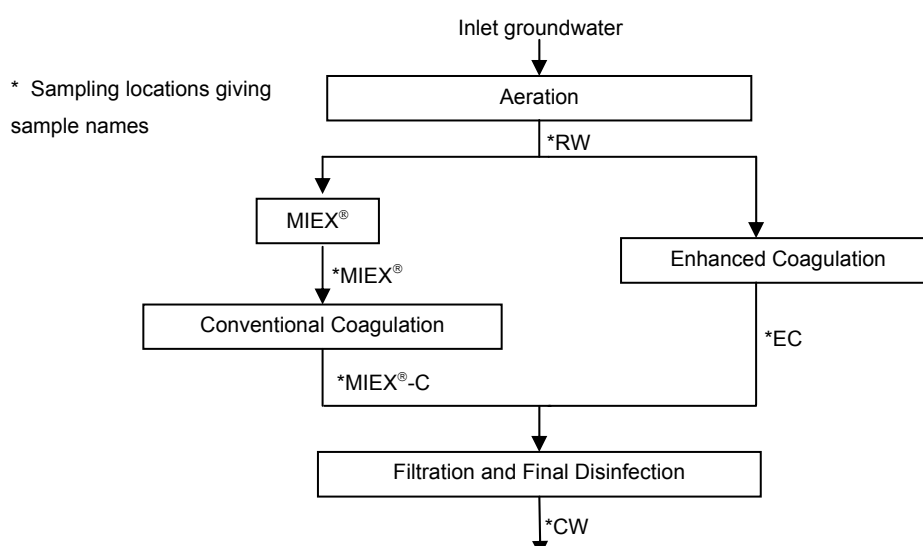 Inlet groundwater
* Sampling locations giving
sample names
Aeration
*RW
MIEX®
*MIEX®
Enhanced Coagulation
Conventional Coagulation
*EC
*MIEX®-C
Filtration and Final Disinfection
*CW